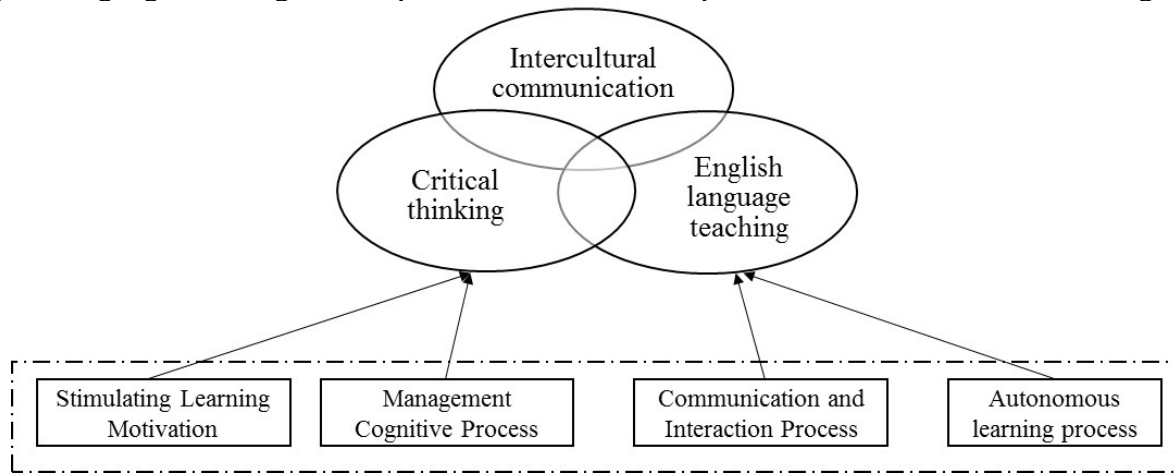 Intercultural
communication
Critical
thinking
English
language
teaching
Stimulating Learning
Motivation
Management
Cognitive Process
Communication and
Interaction Process
Autonomous
learning process